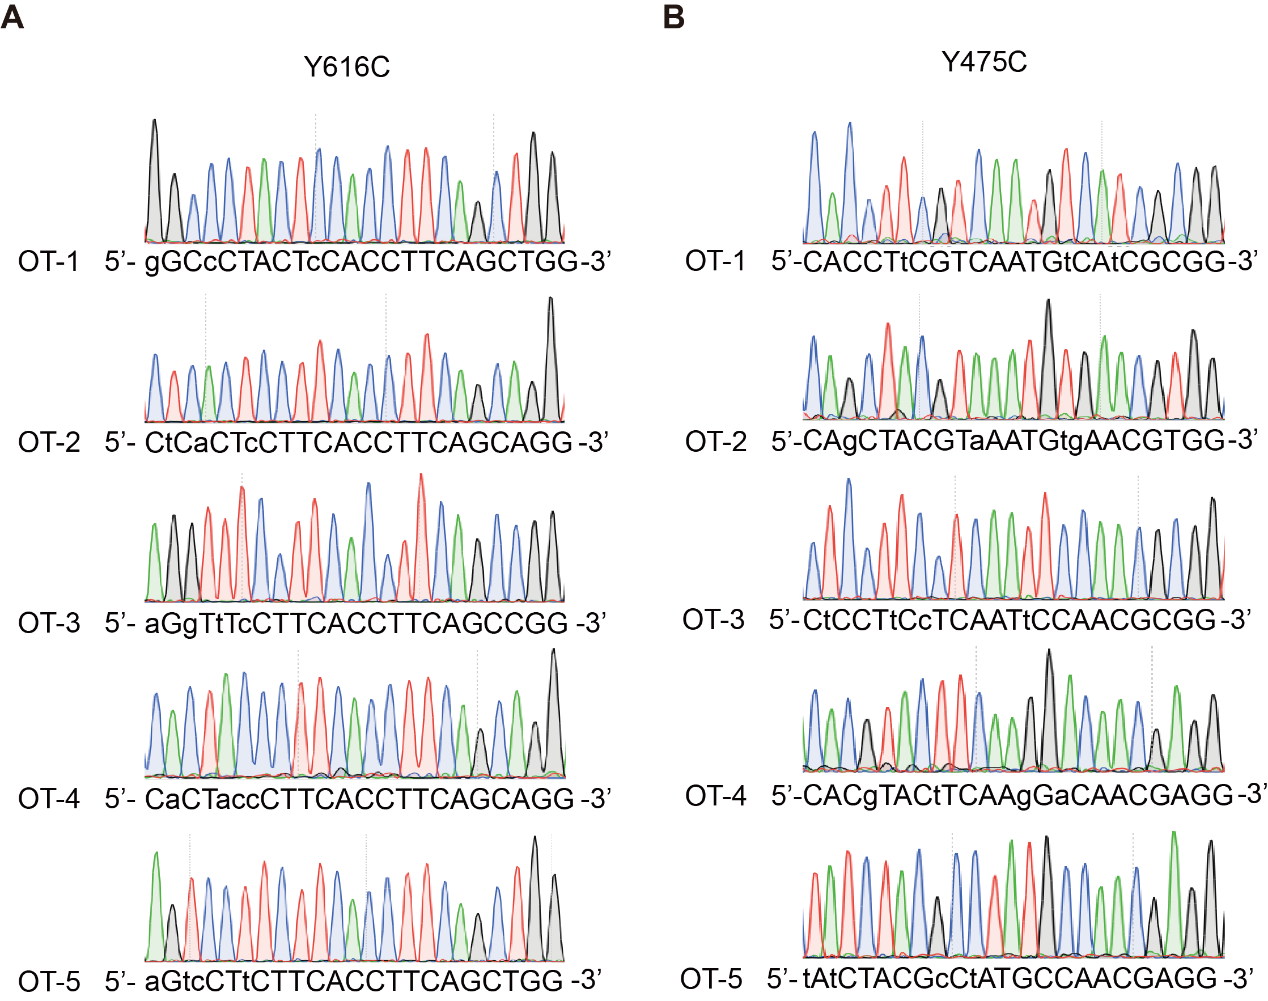 A
Y616C
OT-1 5’- gGCcCTACTcCACCTTCAGCTGG-3’
OT-2 5’- CtCaCTcCTTCACCTTCAGCAGG -3’
OT-3 5’- aGgTtTcCTTCACCTTCAGCCGG -3’
OT-4 5’- CaCTaccCTTCACCTTCAGCAGG -3’
OT-5 5’- aGtcCTtCTTCACCTTCAGCTGG -3’
B
Y475C
OT-1 5’-CACCTtCGTCAATGtCAtCGCGG-3’
OT-2 5’-CAgCTACGTaAATGtgAACGTGG-3’
OT-3 5’-CtCCTtCcTCAATtCCAACGCGG -3’
OT-4 5’-CACgTACtTCAAgGaCAACGAGG-3’
OT-5 5’-tAtCTACGcCtATGCCAACGAGG -3’